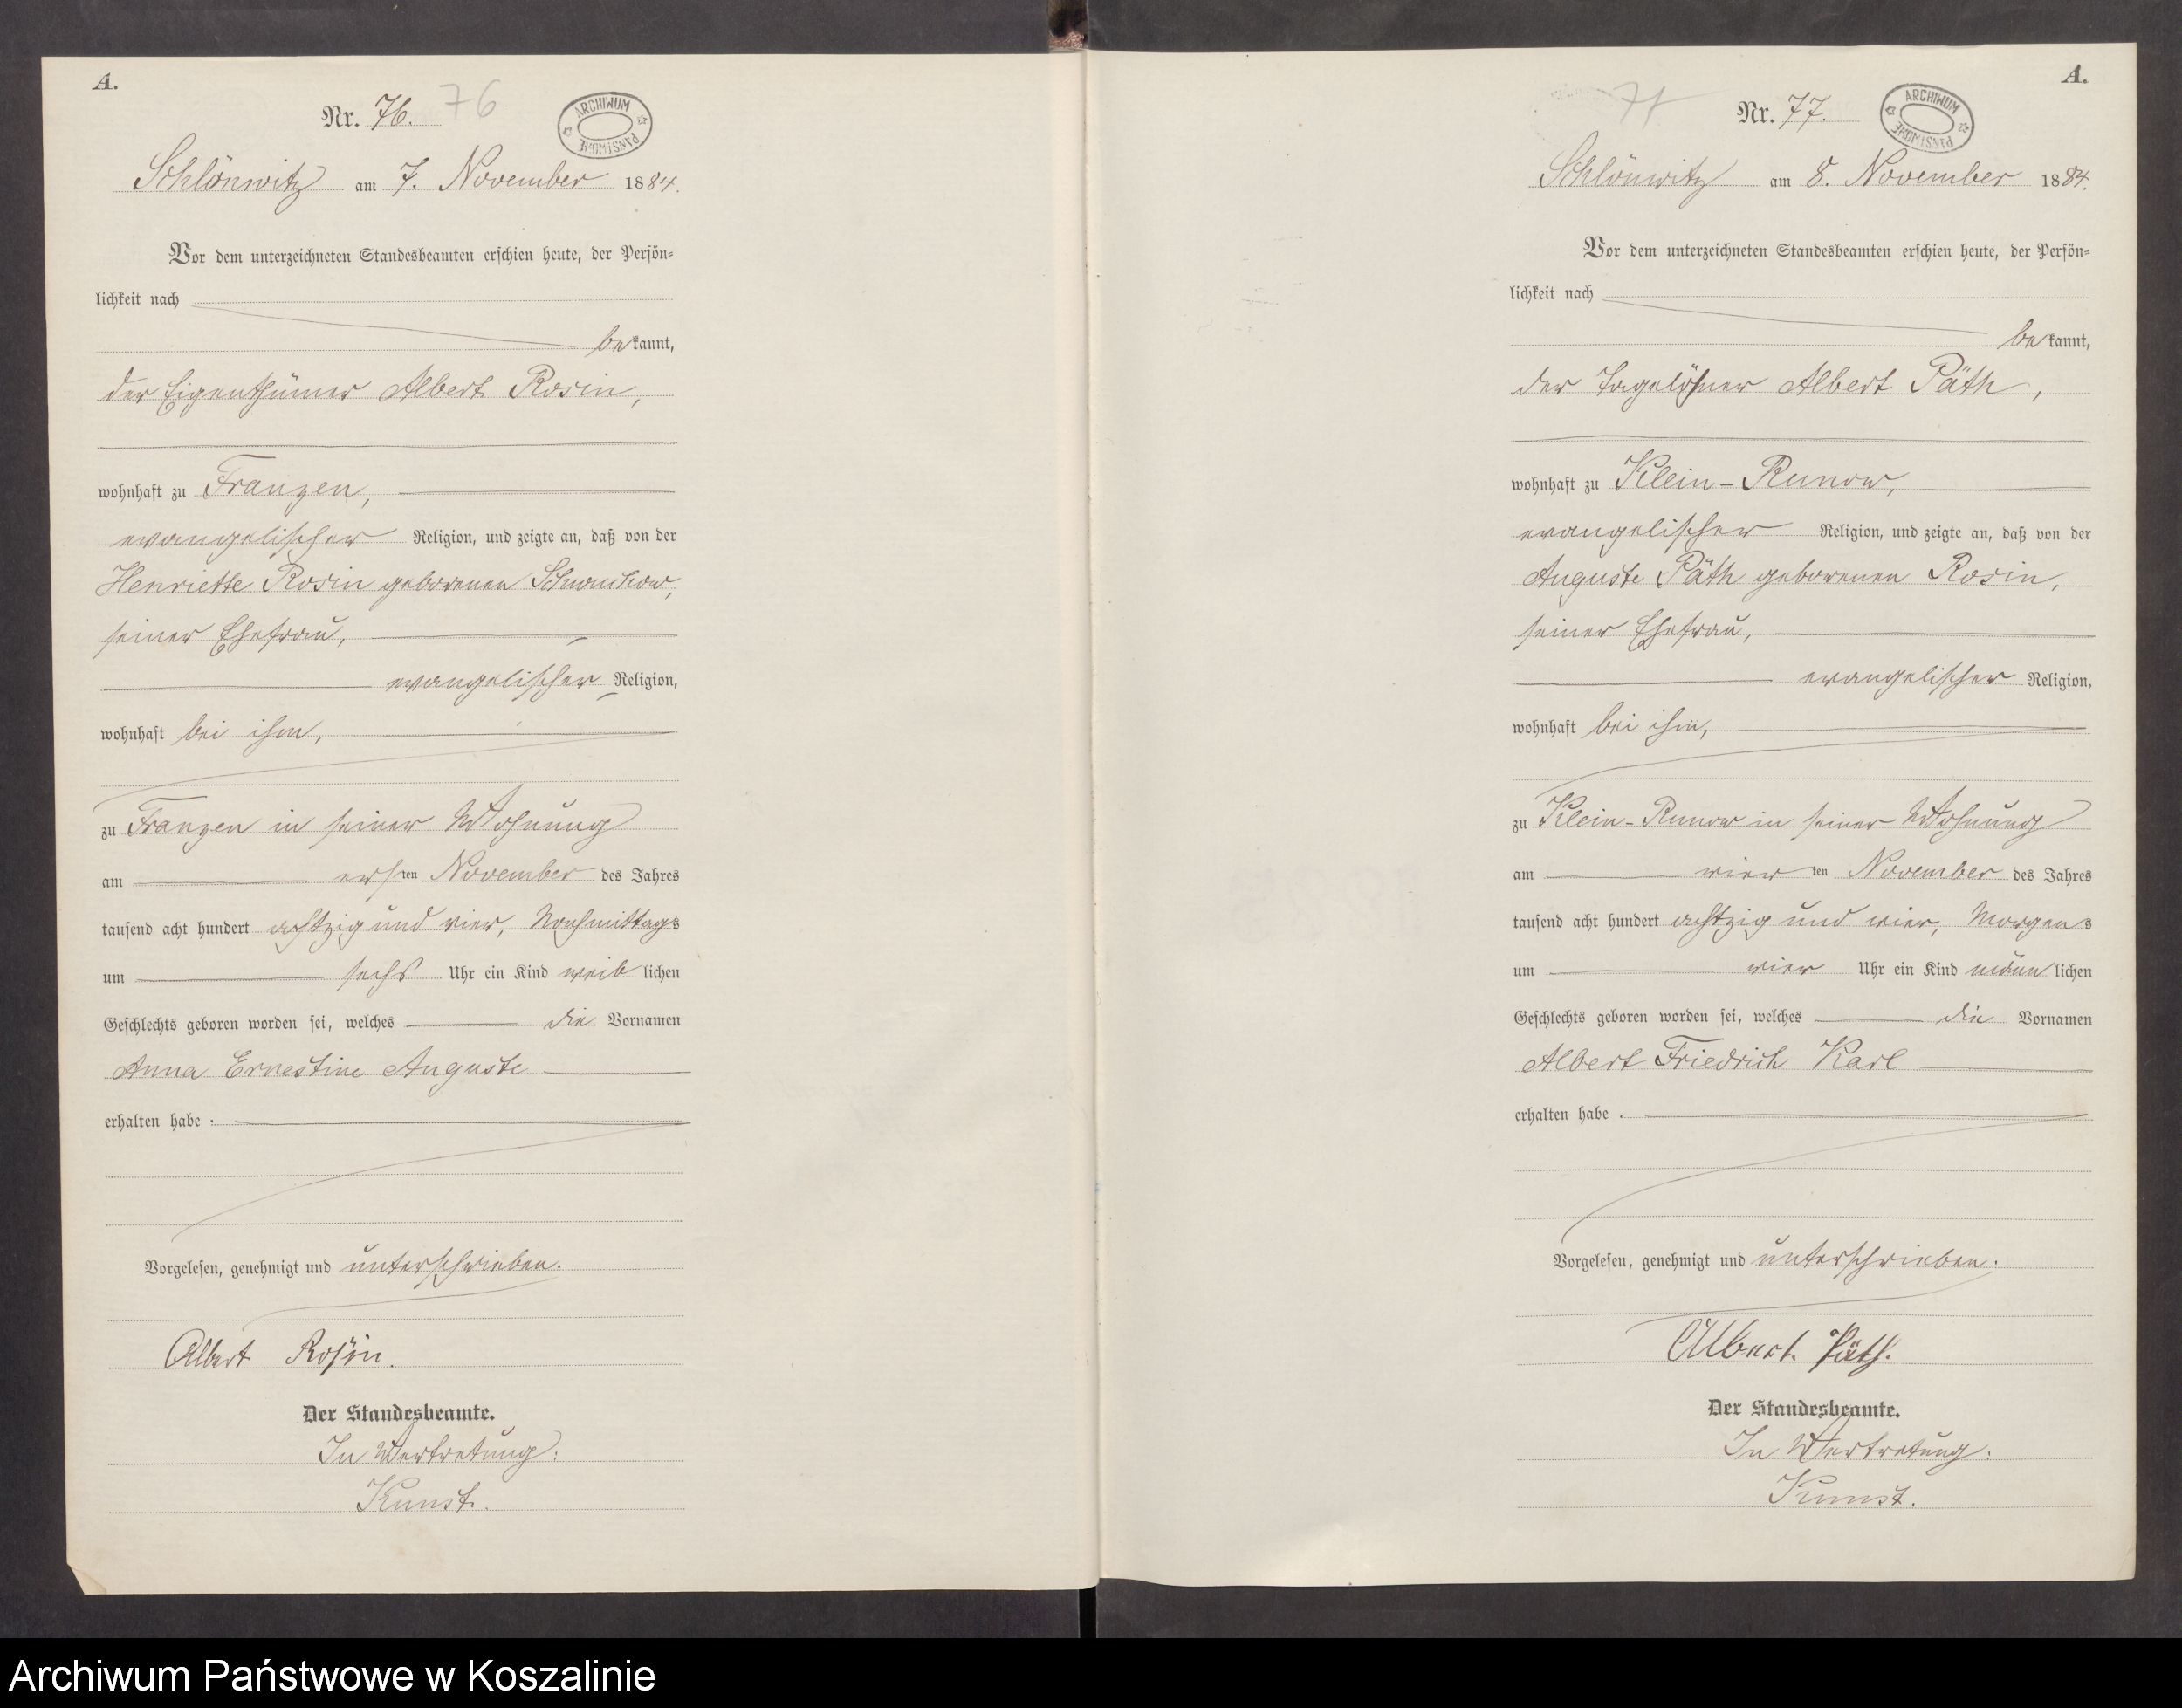 A.
Nr. 76. 76
ARCHIWUM PAŃSTWOWE
Schlönwitz am 7. November 1884.
Vor dem unterzeichneten Standesbeamten erschien heute, der Persön-
lichkeit nach
bekannt,
der Eigenthümer Albert Rosin,
wohnhaft zu Franzen,
evangelischer Religion, und zeigte an, daß von der
Henriette Rosin geborenen
seiner Ehefrau,
evangelischer Religion,
wohnhaft bei ihm,
zu Franzen in seiner Wohnung
am ersten November des Jahres
tausend acht hundert achtzig und vier, Nachmittags
um sechs Uhr ein Kind weiblichen
Geschlechts geboren worden sei, welches die Vornamen
Anna Ernestine Auguste
erhalten habe.
Vorgelesen, genehmigt und unterschrieben.
Albert Rosin.
Der Standesbeamte.
In Vertretung:
Kunst.
A.
77 Nr. 77.
ARCHIWUM PAŃSTWOWE
Schlönwitz am 8. November 1884.
Vor dem unterzeichneten Standesbeamten erschien heute, der Persön-
lichkeit nach
bekannt,
der Tagelöhner Albert Päth,
wohnhaft zu Klein-Runow,
evangelischer Religion, und zeigte an, daß von der
Auguste Päth geborenen Rosin,
seiner Ehefrau,
evangelischer Religion,
wohnhaft bei ihm,
zu Klein-Runow in seiner Wohnung
am vierten November des Jahres
tausend acht hundert achtzig und vier, Morgens
um vier Uhr ein Kind männlichen
Geschlechts geboren worden sei, welches die Vornamen
Albert Friedrich Karl
erhalten habe.
Vorgelesen, genehmigt und unterschrieben.
Albert Päth.
Der Standesbeamte.
In Vertretung:
Kunst.
Archiwum Państwowe w Koszalinie